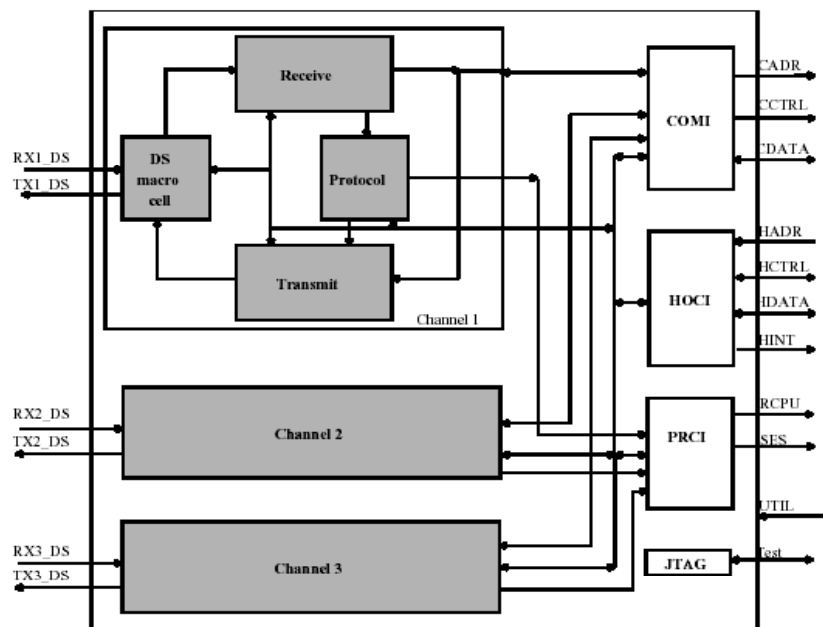 Receive
COMI
CADR
CCTRL
CDATA
RX1_DS
TX1_DS
DS
macro
cell
Protocol
Transmit
Channel 1
HOCI
HADR
HCTRL
HDATA
HINT
RX2_DS
TX2_DS
Channel 2
PRCI
RCPU
SES
UTIL
RX3_DS
TX3_DS
Channel 3
JTAG
Test